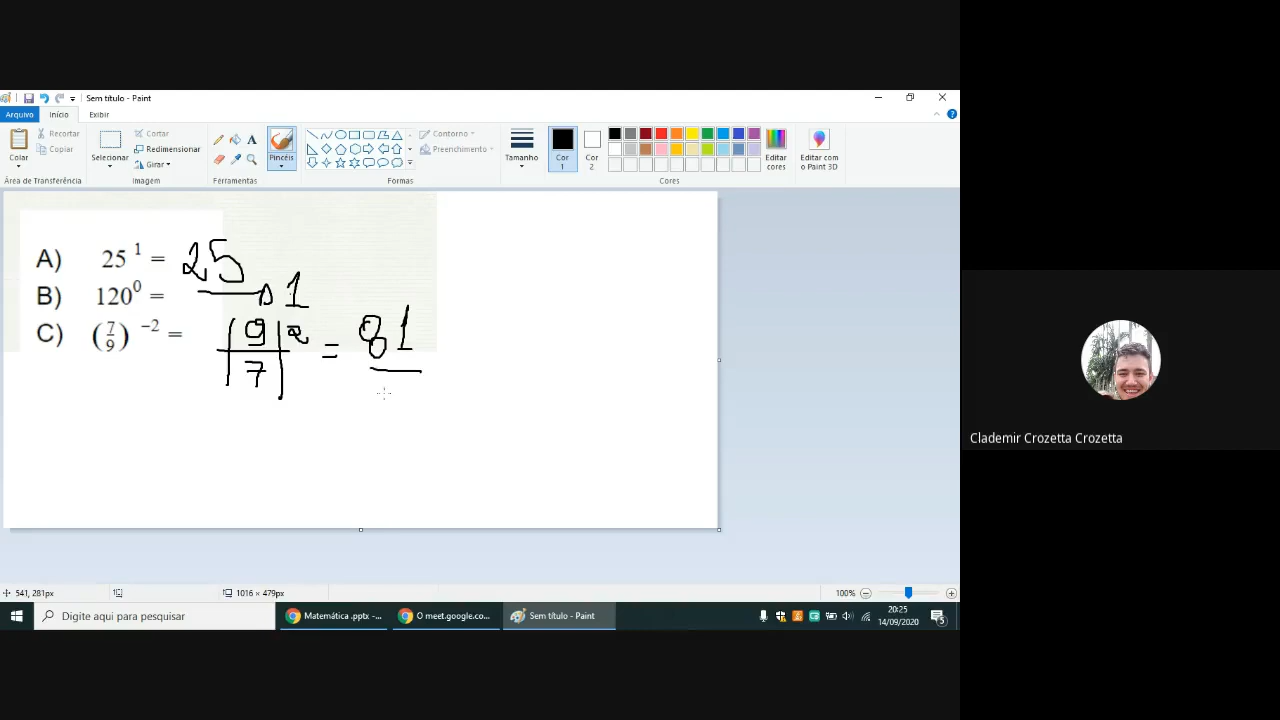 Sem título - Paint
Arquivo Início Exibir
Colar
Recortar
Copiar
Área de Transferência
Selecionar
Cortar
Redimensionar
Girar
Imagem
A
Ferramentas
Pincéis
Contorno
Preenchimento
Formas
Tamanho
Cor 1
Cor 2
Editar cores
Cores
Editar com o Paint 3D
A) 25^1 = 25
B) 120^0 = 1
C) (7/9)^-2 = (9/7)^2 = 81
Clademir Crozetta Crozetta
541, 281px
1016 × 479px
100%
Digite aqui para pesquisar
Matemática .pptx -...
O meet.google.co...
Sem título - Paint
20:25
14/09/2020
5